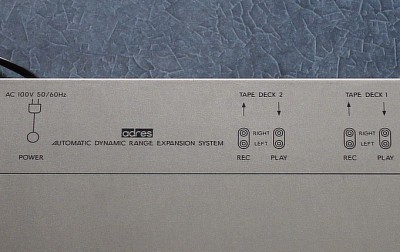 AC 100V 50/60Hz
POWER
adres
AUTOMATIC DYNAMIC RANGE EXPANSION SYSTEM
TAPE DECK 2
RIGHT
LEFT
REC PLAY
TAPE DECK 1
RIGHT
LEFT
REC PLAY